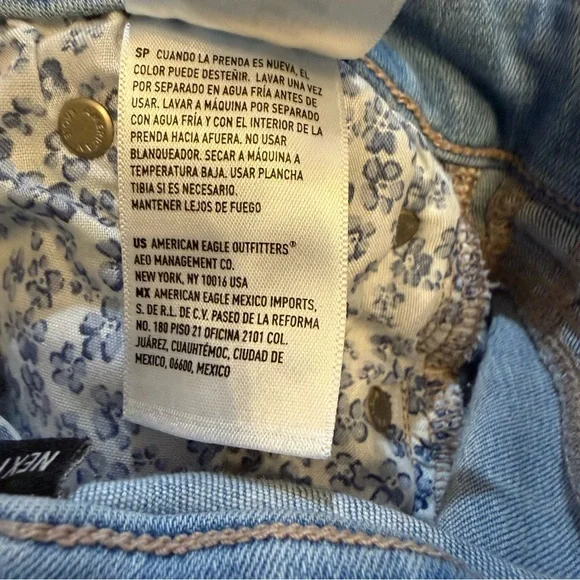 SP CUANDO LA PRENDA ES NUEVA, EL
COLOR PUEDE DESTEÑIR. LAVAR UNA VEZ
POR SEPARADO EN AGUA FRÍA ANTES DE
USAR. LAVAR A MÁQUINA POR SEPARADO
CON AGUA FRÍA Y CON EL INTERIOR DE LA
PRENDA HACIA AFUERA. NO USAR
BLANQUEADOR. SECAR A MÁQUINA A
TEMPERATURA BAJA. USAR PLANCHA
TIBIA SI ES NECESARIO.
MANTENER LEJOS DE FUEGO
US AMERICAN EAGLE OUTFITTERS®
AEO MANAGEMENT CO.
NEW YORK, NY 10016 USA
MX AMERICAN EAGLE MEXICO IMPORTS,
S. DE R.L. DE C.V. PASEO DE LA REFORMA
NO. 180 PISO 21 OFICINA 2101 COL.
JUÁREZ, CUAUHTÉMOC, CIUDAD DE
MEXICO, 06600, MEXICO
NEXT